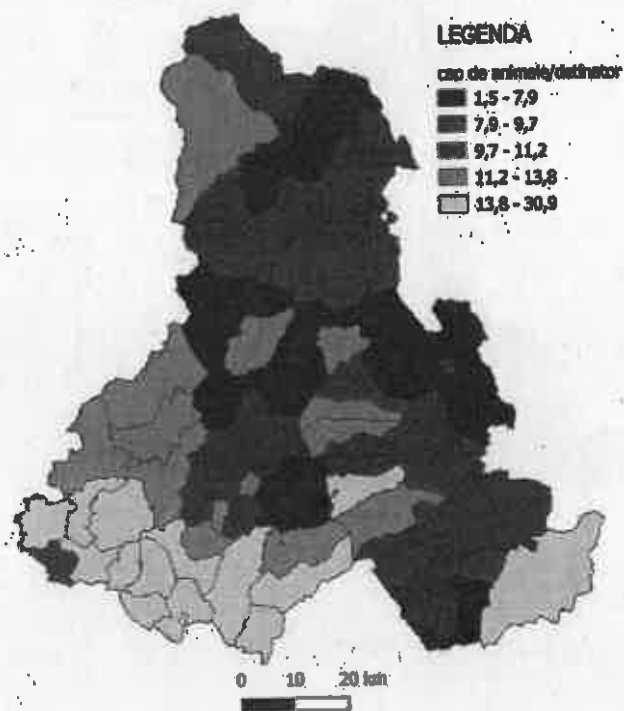 LEGENDA
cap de animale/detinator
1,5 - 7,9
7,9 - 9,7
9,7 - 11,2
11,2 - 13,8
13,8 - 30,9
0 10 20 km